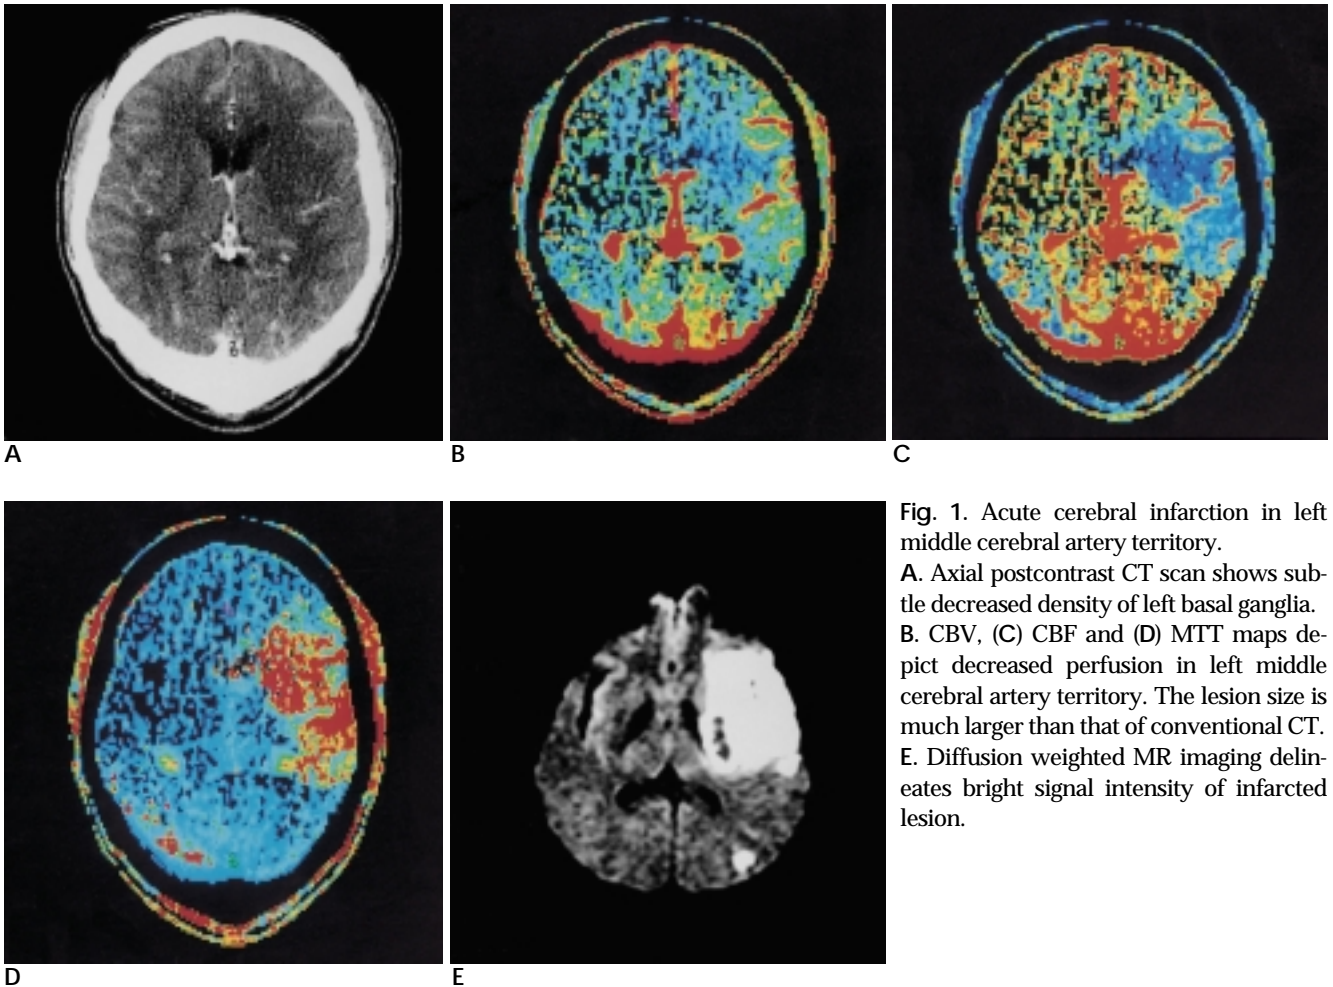 A
B
C
D
E
Fig. 1. Acute cerebral infarction in left
middle cerebral artery territory.
A. Axial postcontrast CT scan shows sub-
tle decreased density of left basal ganglia.
B. CBV, (C) CBF and (D) MTT maps de-
pict decreased perfusion in left middle
cerebral artery territory. The lesion size is
much larger than that of conventional CT.
E. Diffusion weighted MR imaging delin-
eates bright signal intensity of infarcted
lesion.